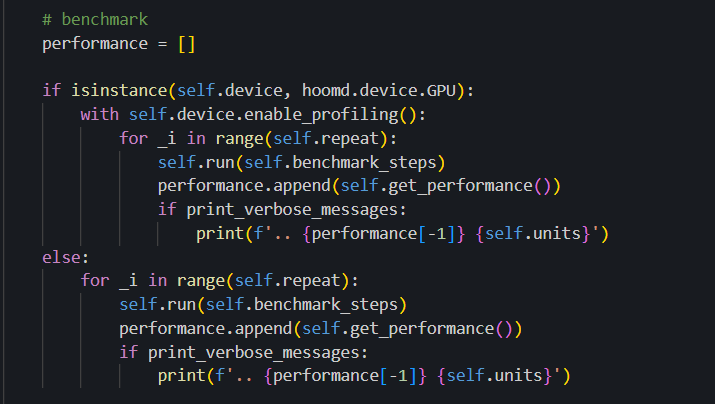 # benchmark
performance = []
if isinstance(self.device, hoomd.device.GPU):
    with self.device.enable_profiling():
        for _i in range(self.repeat):
            self.run(self.benchmark_steps)
            performance.append(self.get_performance())
            if print_verbose_messages:
                print(f'.. {performance[-1]} {self.units}')
else:
    for _i in range(self.repeat):
        self.run(self.benchmark_steps)
        performance.append(self.get_performance())
        if print_verbose_messages:
            print(f'.. {performance[-1]} {self.units}')